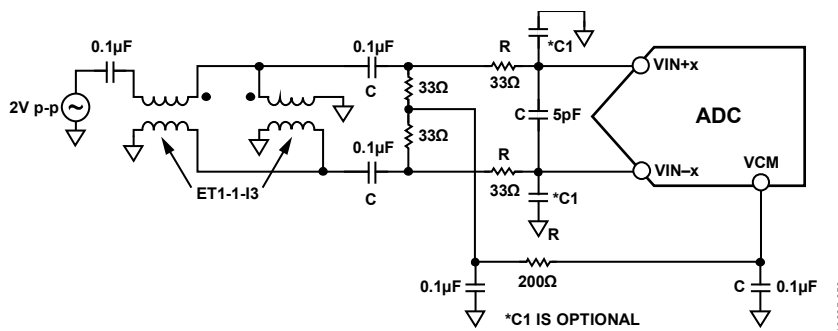 0.1µF
0.1µF
*C1
R
C
33Ω
33Ω
VIN+x
2V p-p
33Ω
C
5pF
ADC
0.1µF
R
VCM
ET1-1-I3
C
33Ω
*C1
VIN–x
R
0.1µF
200Ω
C
0.1µF
*C1 IS OPTIONAL